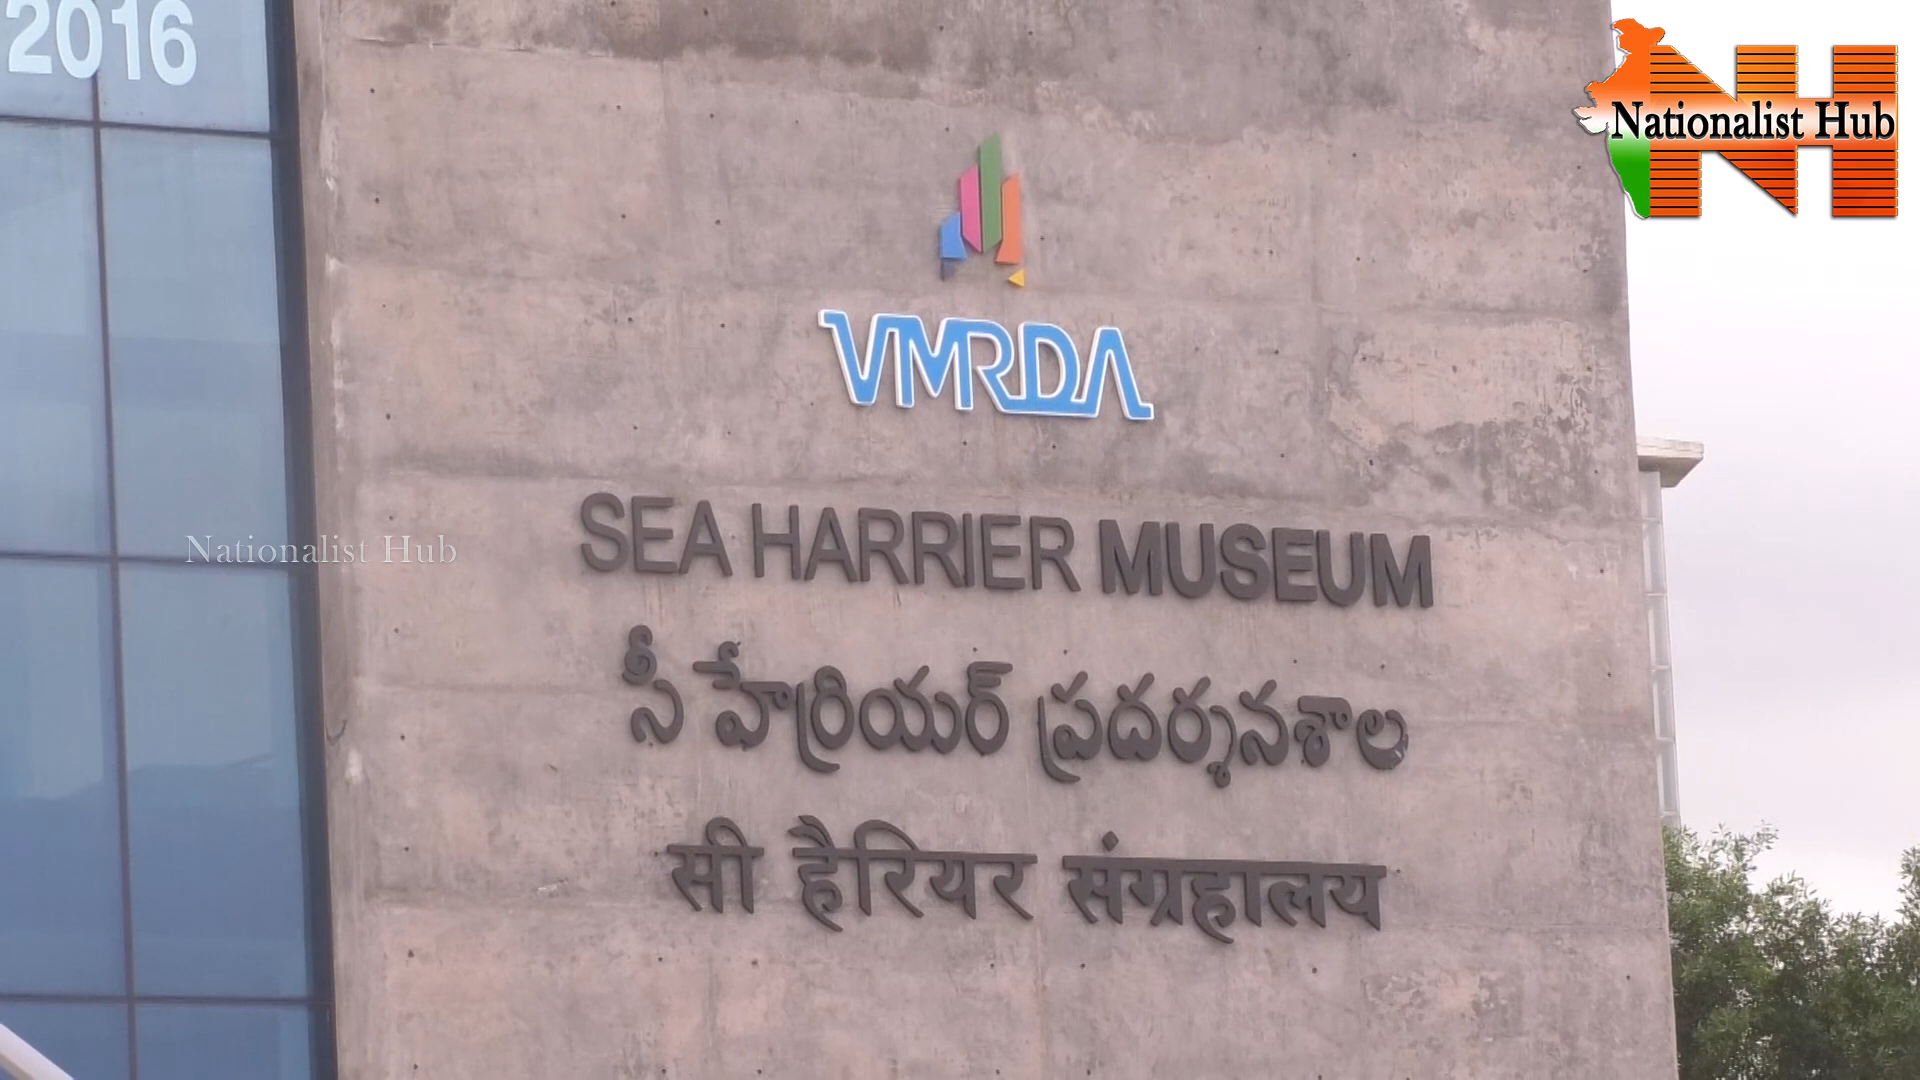 2016
Nationalist Hub
VMRDA
SEA HARRIER MUSEUM
Nationalist Hub
సీ హేర్రియర్ ప్రదర్శనశాల
सी हैरियर संग्रहालय